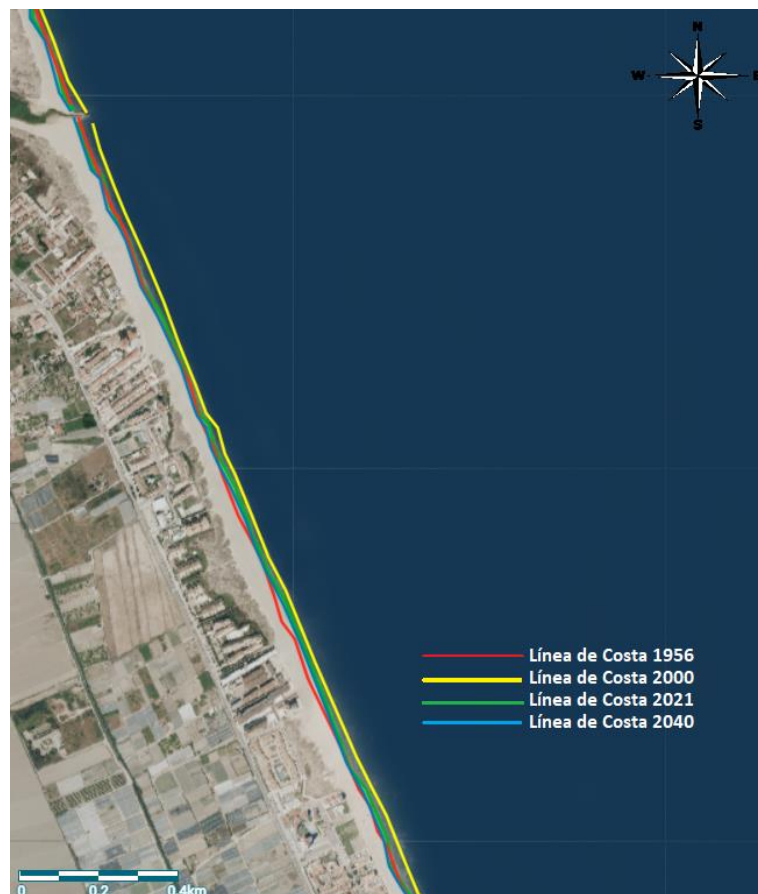 N
W
E
S
Línea de Costa 1956
Línea de Costa 2000
Línea de Costa 2021
Línea de Costa 2040
0 0.2 0.4km